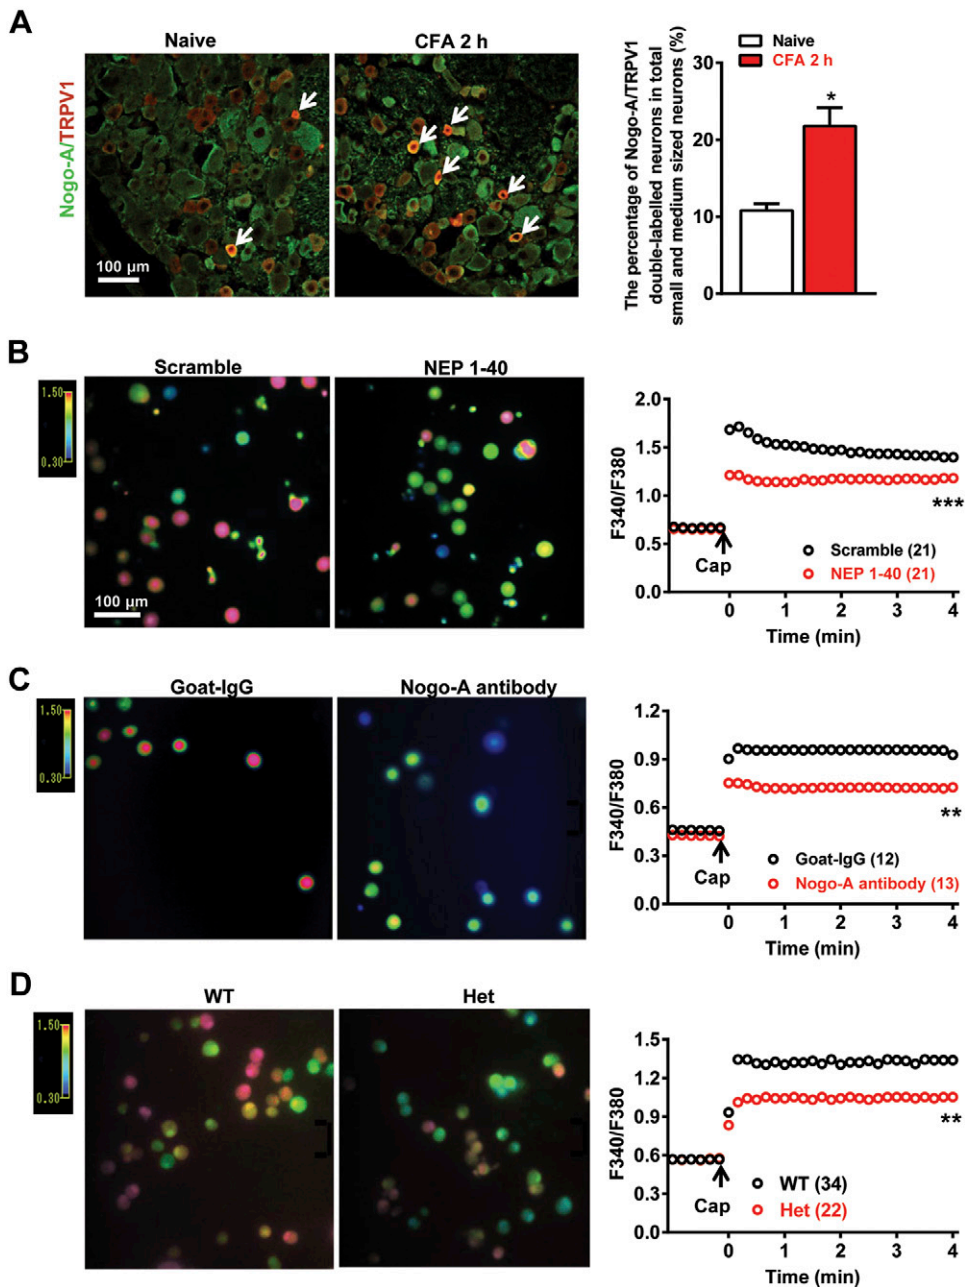 A
Naive
CFA 2 h
Nogo-A/TRPV1
100 µm
The percentage of Nogo-A/TRPV1
double-labelled neurons in total
small and medium sized neurons (%)
Naive
CFA 2 h
30
20
10
0
*
B
Scramble
NEP 1-40
1.50
0.30
100 µm
F340/F380
2.0
1.5
1.0
0.5
0.0
***
Cap
Scramble (21)
NEP 1-40 (21)
0 1 2 3 4
Time (min)
C
Goat-IgG
Nogo-A antibody
1.50
0.30
F340/F380
1.2
0.9
0.6
0.3
0.0
**
Cap
Goat-IgG (12)
Nogo-A antibody (13)
0 1 2 3 4
Time (min)
D
WT
Het
1.50
0.30
F340/F380
1.5
1.2
0.9
0.6
0.3
0.0
**
Cap
WT (34)
Het (22)
0 1 2 3 4
Time (min)